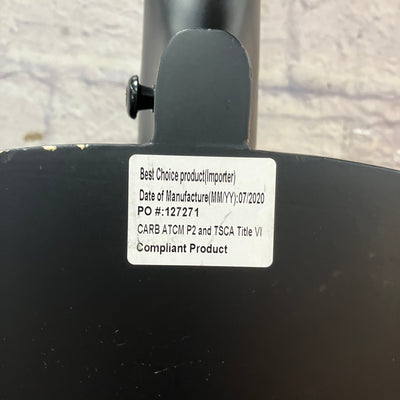 Best Choice product(Importer)
Date of Manufacture(MM/YY):07/2020
PO #:127271
CARB ATCM P2 and TSCA Title VI
Compliant Product